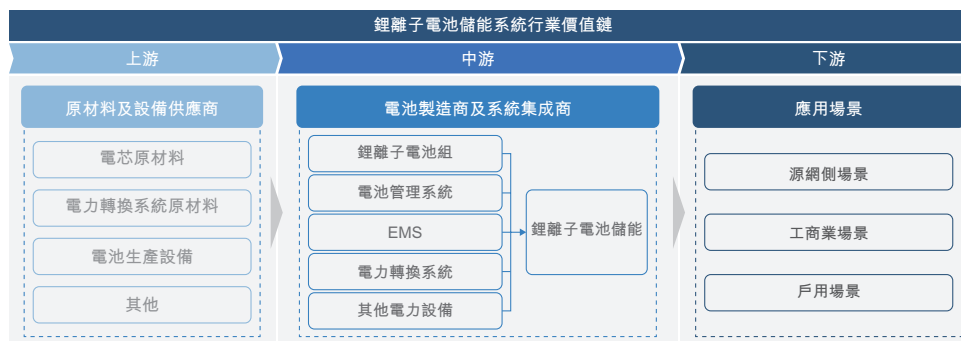 鋰離子電池儲能系統行業價值鏈
上游
中游
下游
原材料及設備供應商
電芯原材料
電力轉換系統原材料
電池生產設備
其他
電池製造商及系統集成商
鋰離子電池組
電池管理系統
EMS
電力轉換系統
其他電力設備
鋰離子電池儲能
應用場景
源網側場景
工商業場景
戶用場景